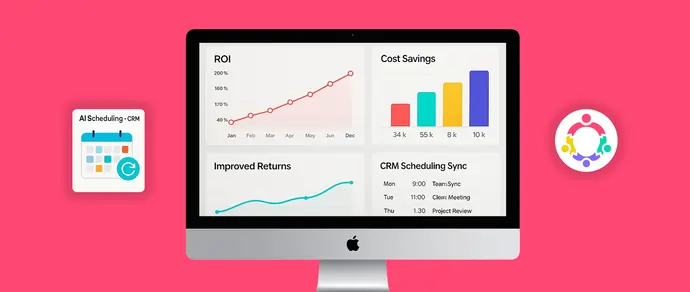 AI Scheduling · CRM
ROI
200 %
160 %
170 %
40 %
Jan Feb Mar Apr May Jun Dec
Cost Savings
34 k 55 k 8 k 10 k
Improved Returns
CRM Scheduling Sync
Mon 9:00 Team Sync
Tue 11:00 Meeting
Thu 1.30 Project Review